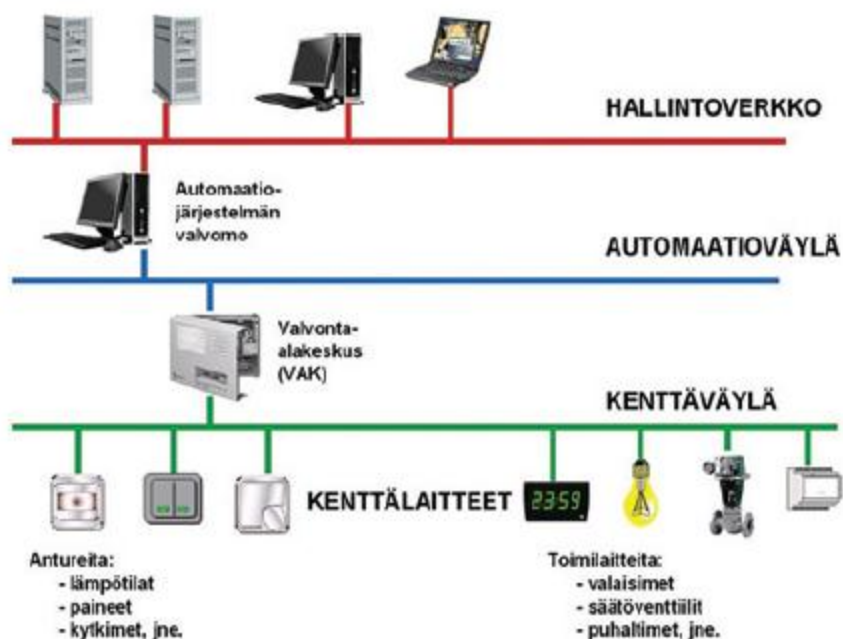 HALLINTOVERKKO
Automaatio-
järjestelmän
valvomo
AUTOMAATIOVÄYLÄ
Valvonta-
alakeskus
(VAK)
KENTTÄVÄYLÄ
KENTTÄLAITTEET
23:59
Antureita:
- lämpötilat
- paineet
- kytkimet, jne.
Toimilaitteita:
- valaisimet
- säätöventtiilit
- puhaltimet, jne.